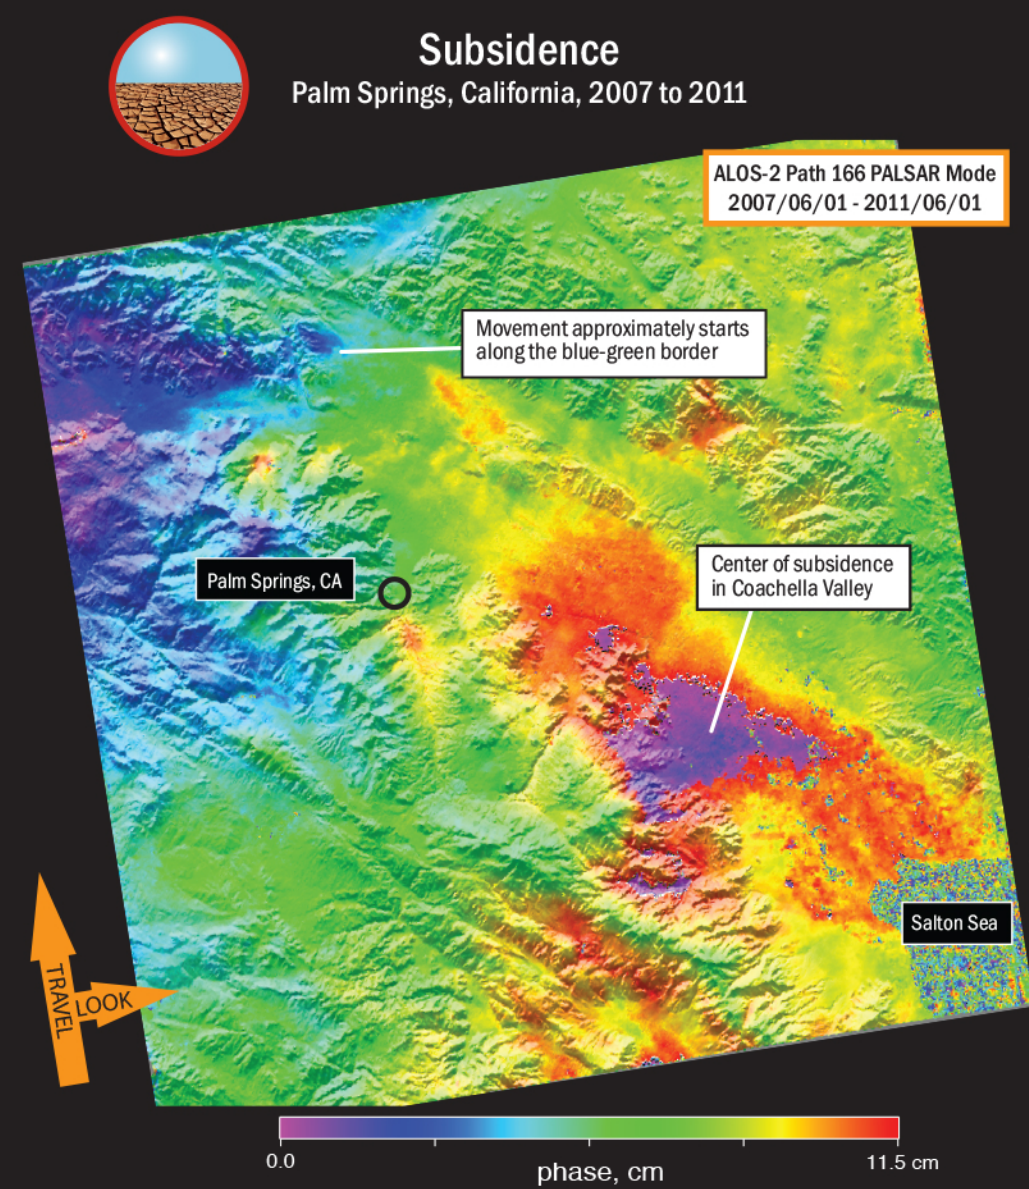 Subsidence
Palm Springs, California, 2007 to 2011
ALOS-2 Path 166 PALSAR Mode
2007/06/01 - 2011/06/01
Movement approximately starts
along the blue-green border
Center of subsidence
in Coachella Valley
Palm Springs, CA
Salton Sea
TRAVEL
LOOK
0.0
11.5 cm
phase, cm